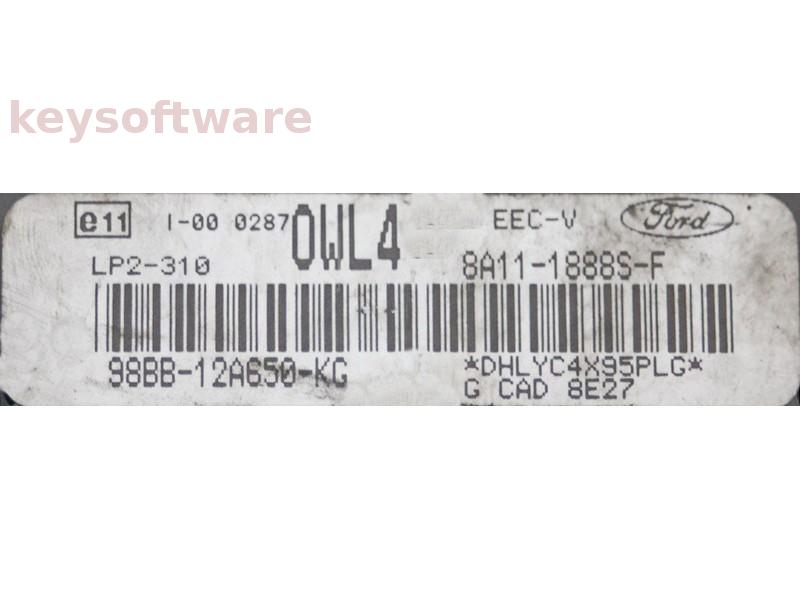 keysoftware
e11 I-00 0287 0WL4 EEC-V Ford
LP2-310 8A11-1888S-F
98BB-12A650-KG *DHLYC4X95PLG*
G CAD 8E27